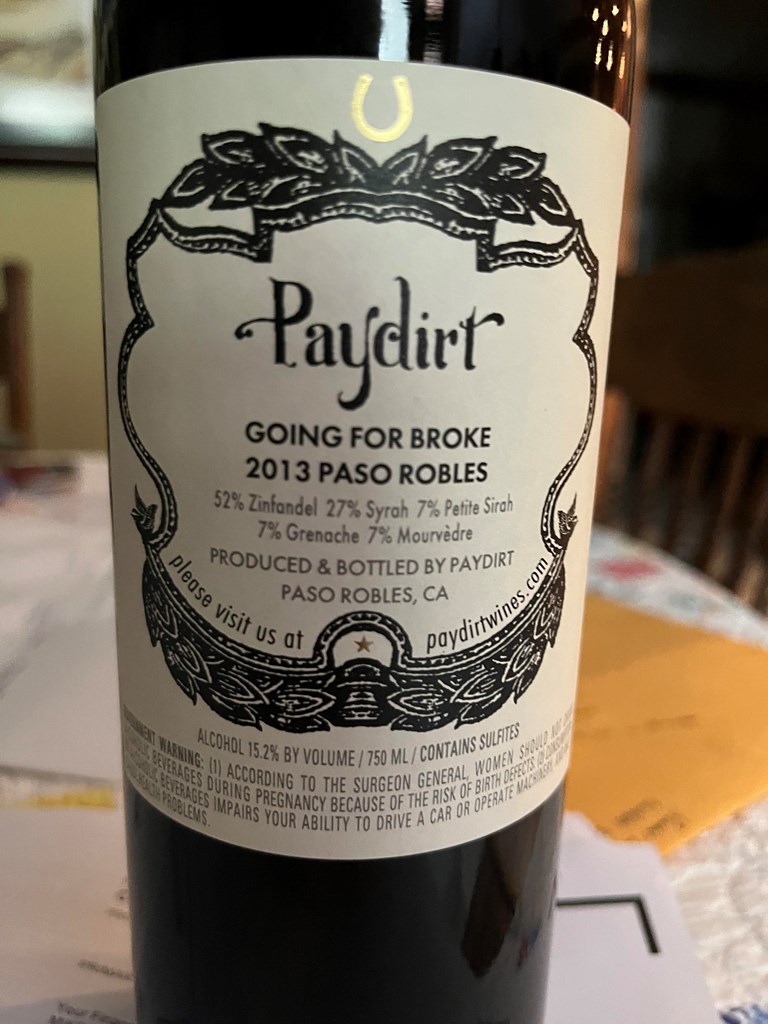 Paydirt
GOING FOR BROKE
2013 PASO ROBLES
52% Zinfandel 27% Syrah 7% Petite Sirah
7% Grenache 7% Mourvèdre
PRODUCED & BOTTLED BY PAYDIRT
PASO ROBLES, CA
please visit us at paydirtwines.com
ALCOHOL 15.2% BY VOLUME / 750 ML / CONTAINS SULFITES
WARNING: (1) ACCORDING TO THE SURGEON GENERAL, WOMEN SHOULD NOT
BEVERAGES DURING PREGNANCY BECAUSE OF THE RISK OF BIRTH DEFECTS. (2)
BEVERAGES IMPAIRS YOUR ABILITY TO DRIVE A CAR OR OPERATE MACHINERY,
HEALTH PROBLEMS.